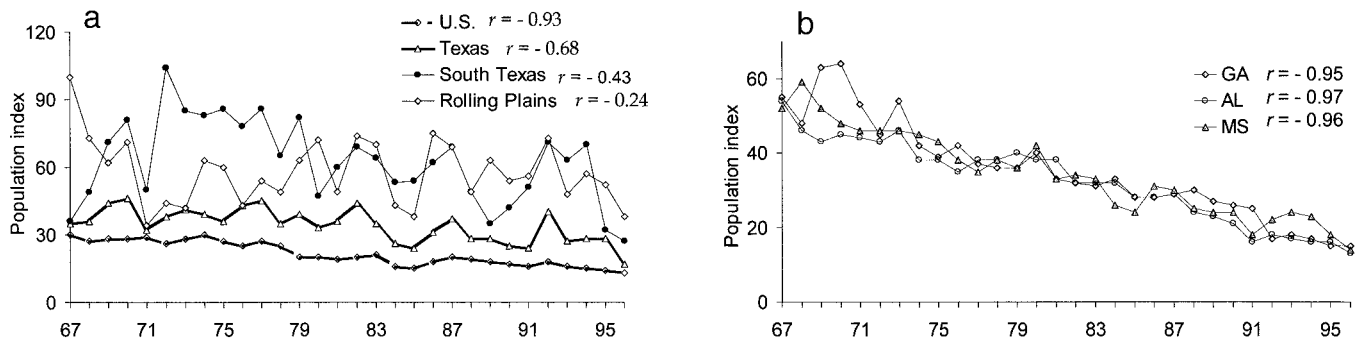 a
U.S. r = - 0.93
Texas r = - 0.68
South Texas r = - 0.43
Rolling Plains r = - 0.24
Population index
120
90
60
30
0
67 71 75 79 83 87 91 95
b
GA r = - 0.95
AL r = - 0.97
MS r = - 0.96
Population index
60
40
20
0
67 71 75 79 83 87 91 95